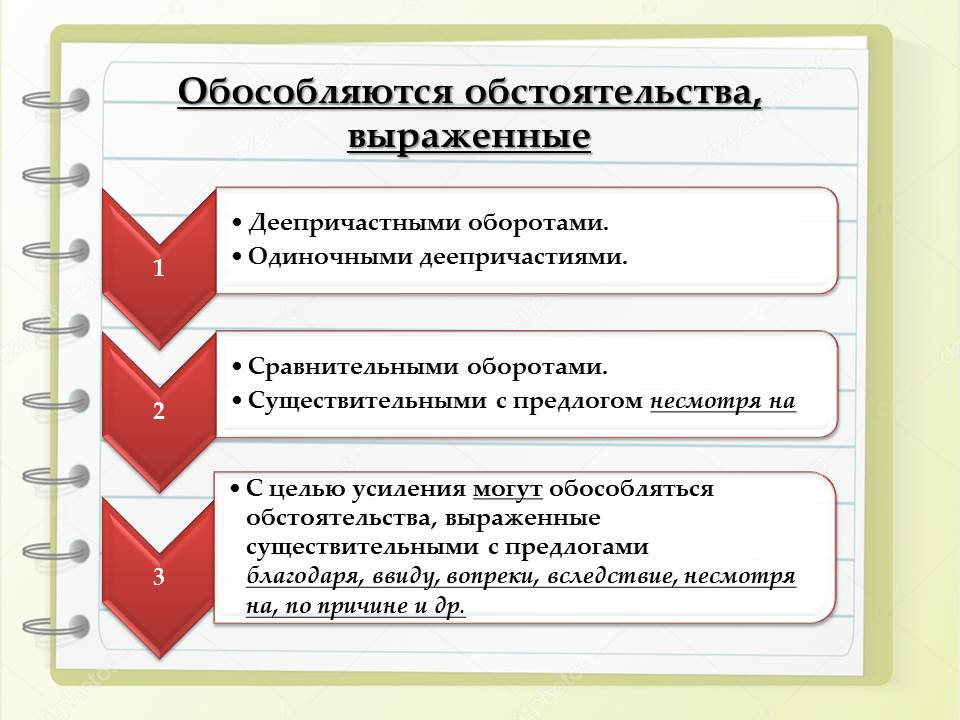 Обособляются обстоятельства,
выраженные
1
• Деепричастными оборотами.
• Одиночными деепричастиями.
2
• Сравнительными оборотами.
• Существительными с предлогом несмотря на
3
• С целью усиления могут обособляться
обстоятельства, выраженные
существительными с предлогами
благодаря, ввиду, вопреки, вследствие, несмотря
на, по причине и др.